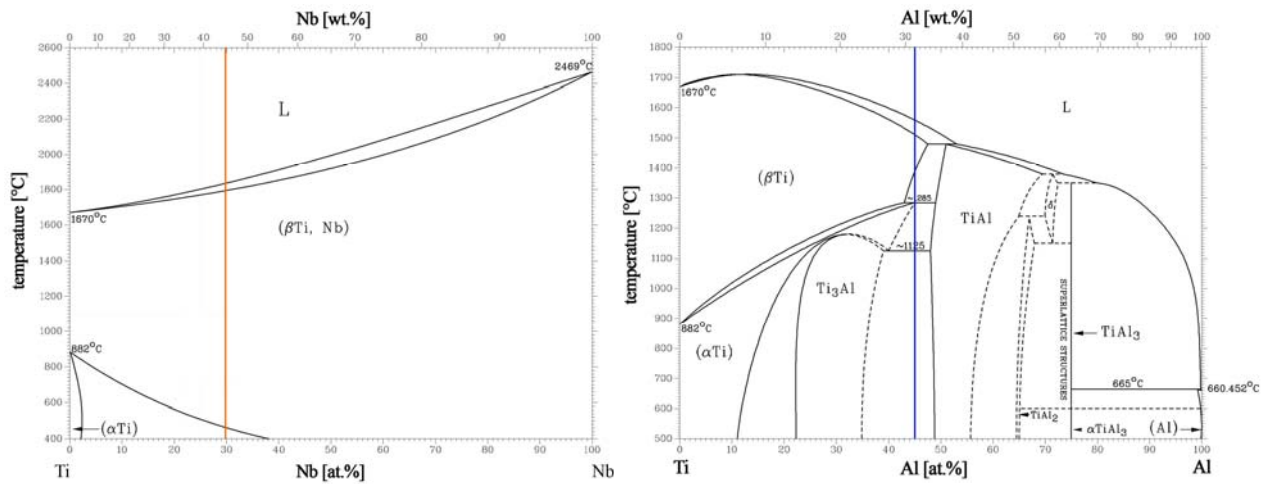 Nb [wt.%]
0 10 20 30 40 50 60 70 80 90 100
2600
2400
2200
2000
1800
1600
1400
1200
1000
800
600
400
temperature [°C]
2469°C
L
1670°C
(βTi, Nb)
882°C
(αTi)
0 10 20 30 40 50 60 70 80 90 100
Ti Nb [at.%] Nb
Al [wt.%]
0 10 20 30 40 50 60 70 80 90 100
1800
1700
1600
1500
1400
1300
1200
1100
1000
900
800
700
600
500
temperature [°C]
1670°C
L
(βTi)
TiAl
δ
~1125
Ti₃Al
882°C
(αTi)
SUPERLATTICE STRUCTURES
TiAl₃
665°C
660.452°C
TiAl₂
αTiAl₃
(Al)
0 10 20 30 40 50 60 70 80 90 100
Ti Al [at.%] Al